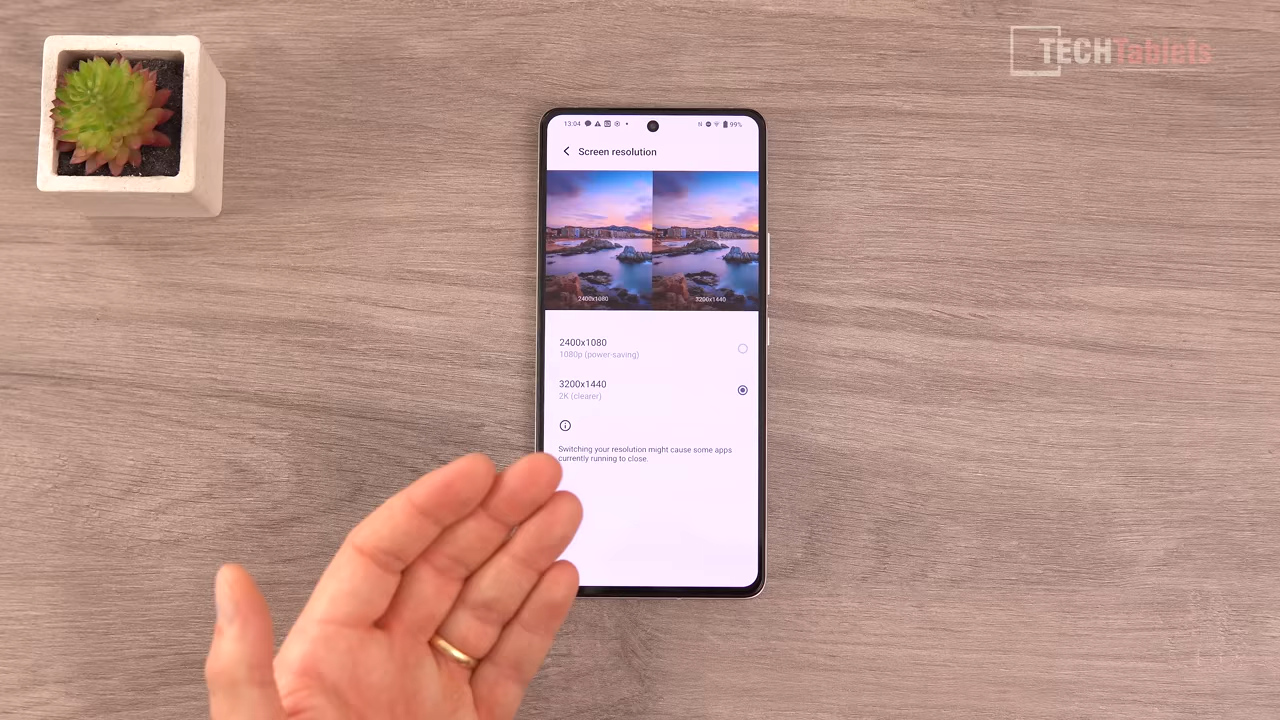 TECHTablets
13:04
99%
Screen resolution
2400x1080
3200x1440
2400x1080
1080p (power-saving)
3200x1440
2K (clearer)
Switching your resolution might cause some apps
currently running to close.